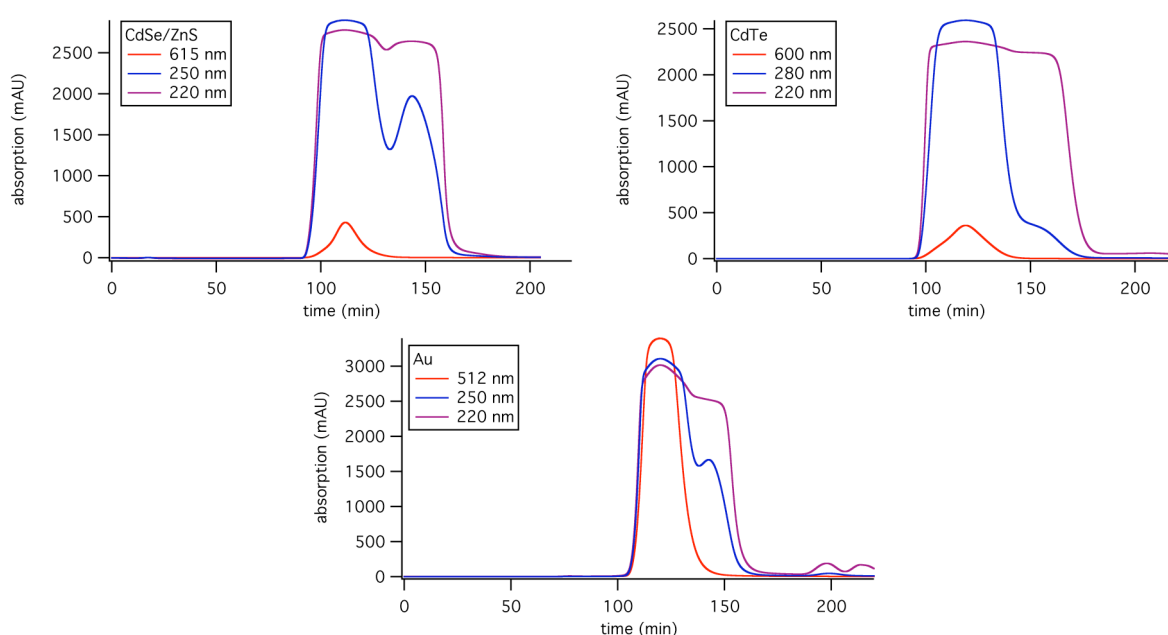 CdSe/ZnS
615 nm
250 nm
220 nm
absorption (mAU)
2500
2000
1500
1000
500
0
0 50 100 150 200
time (min)
CdTe
600 nm
280 nm
220 nm
absorption (mAU)
2500
2000
1500
1000
500
0
0 50 100 150 200
time (min)
Au
512 nm
250 nm
220 nm
absorption (mAU)
3000
2500
2000
1500
1000
500
0
0 50 100 150 200
time (min)